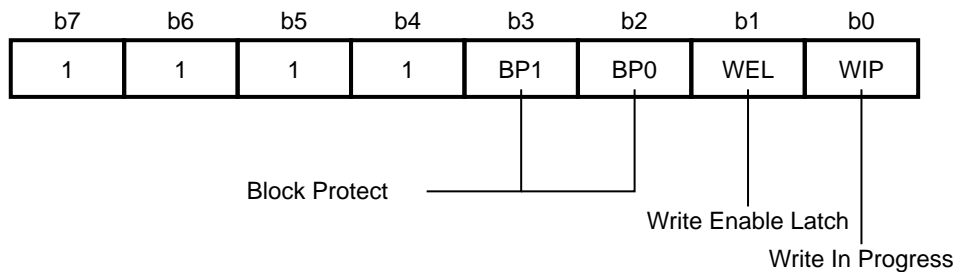 b7 b6 b5 b4 b3 b2 b1 b0
1 1 1 1 BP1 BP0 WEL WIP
Block Protect
Write Enable Latch
Write In Progress